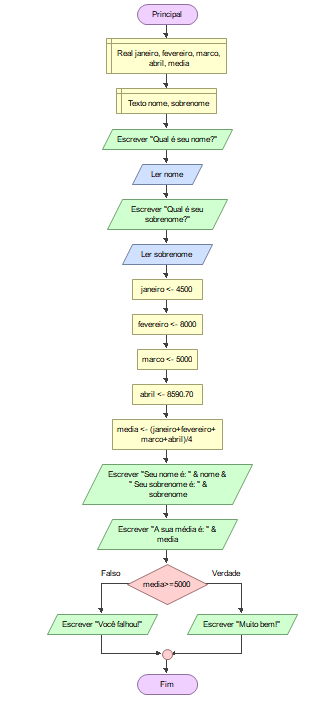 Principal
Real janeiro, fevereiro, marco,
abril, media
Texto nome, sobrenome
Escrever "Qual é seu nome?"
Ler nome
Escrever "Qual é seu
sobrenome?"
Ler sobrenome
janeiro <- 4500
fevereiro <- 8000
marco <- 5000
abril <- 8590.70
media <- (janeiro+fevereiro+
marco+abril)/4
Escrever "Seu nome é: " & nome &
" Seu sobrenome é: " &
sobrenome
Escrever "A sua média é: " &
media
media>=5000
Falso
Verdade
Escrever "Você falhou!"
Escrever "Muito bem!"
Fim